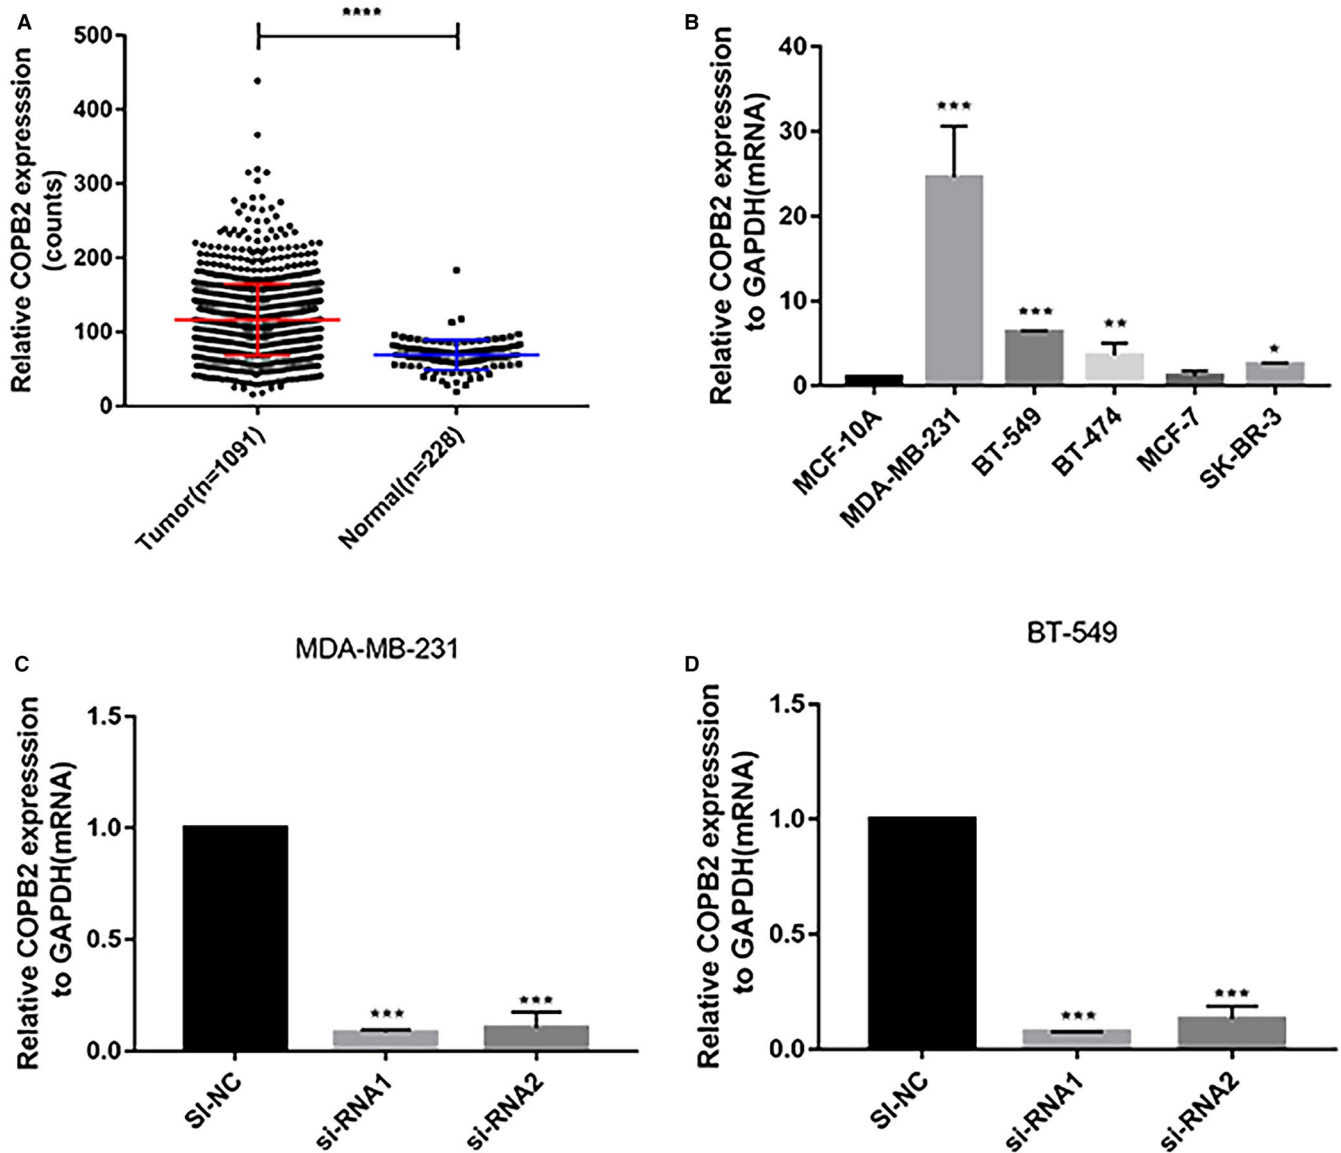 A
****
Relative COPB2 expresssion
(counts)
500
400
300
200
100
0
Tumor(n=1091)
Normal(n=228)
B
Relative COPB2 expresssion
to GAPDH(mRNA)
40
30
20
10
0
***
***
**
*
MCF-10A
MDA-MB-231
BT-549
BT-474
MCF-7
SK-BR-3
C
MDA-MB-231
Relative COPB2 expresssion
to GAPDH(mRNA)
1.5
1.0
0.5
0.0
***
***
SI-NC
si-RNA1
si-RNA2
D
BT-549
Relative COPB2 expresssion
to GAPDH(mRNA)
1.5
1.0
0.5
0.0
***
***
SI-NC
si-RNA1
si-RNA2